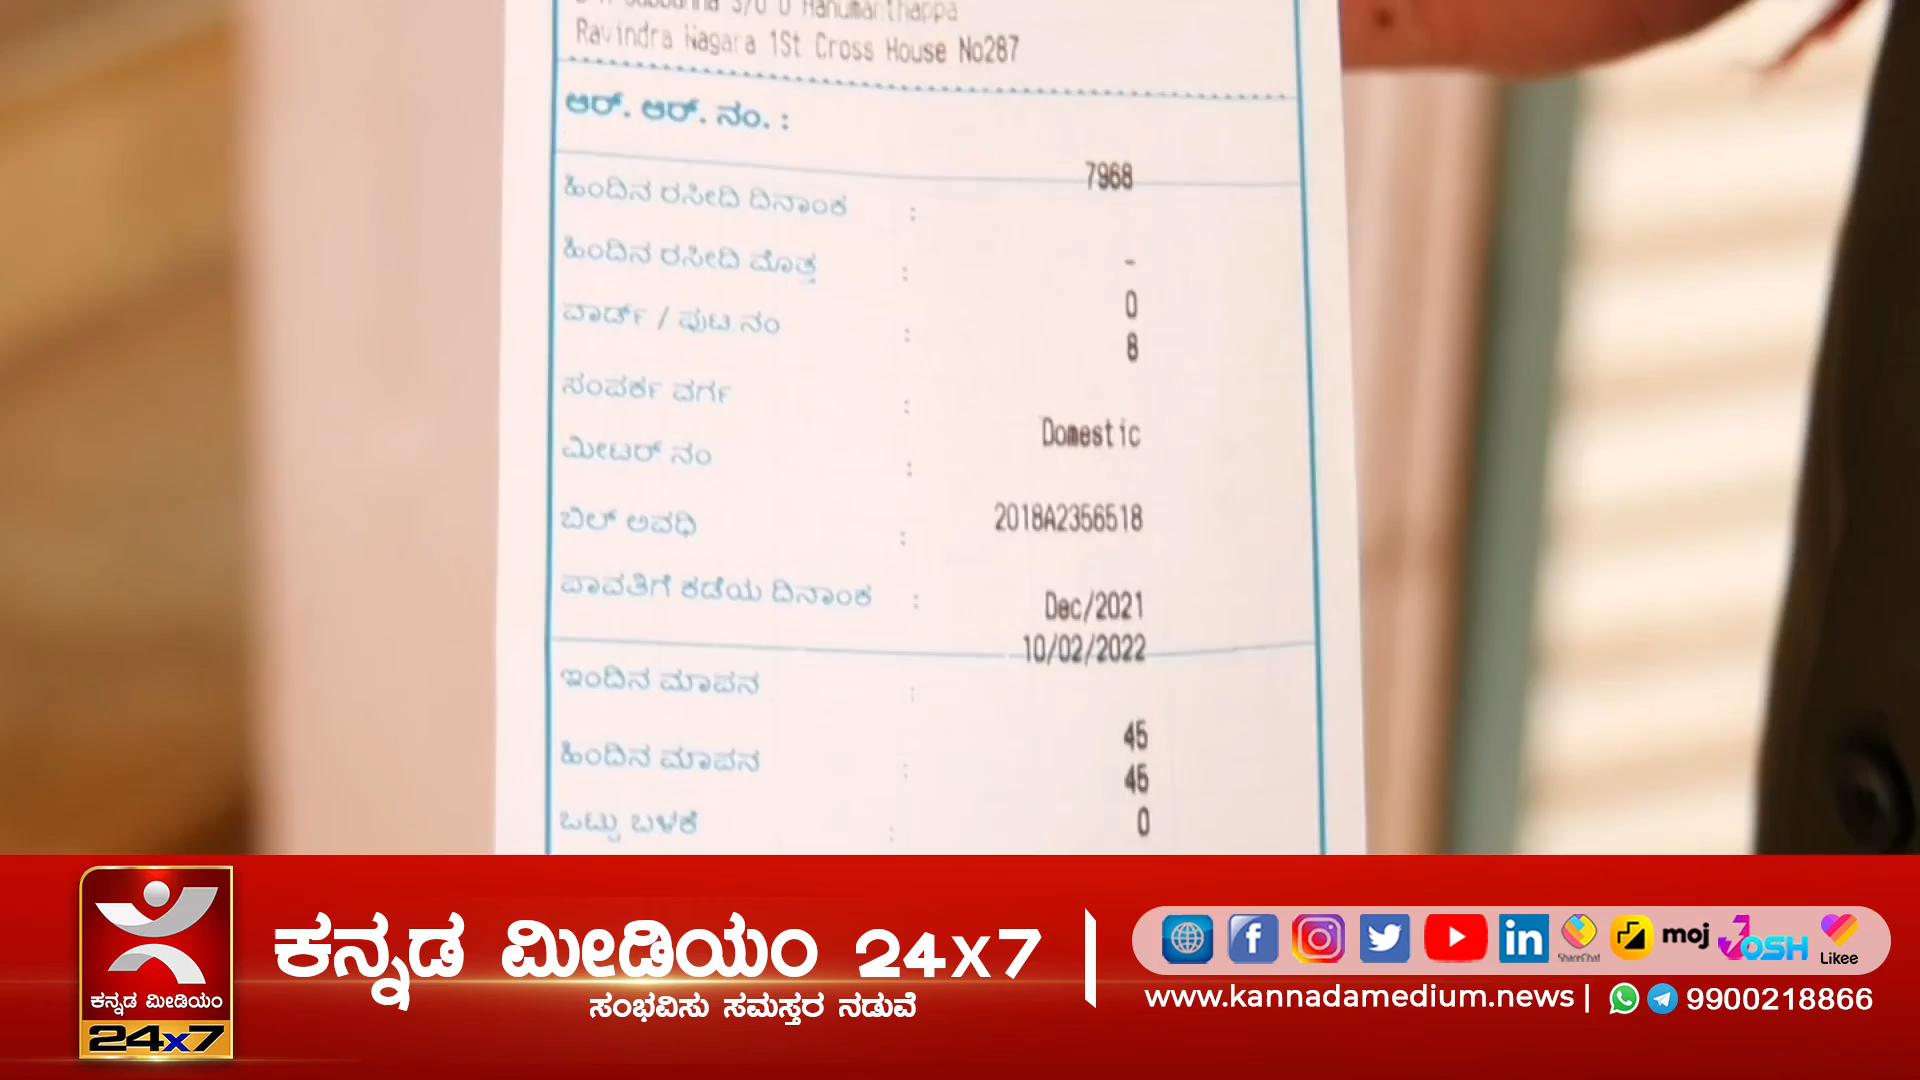 S/O D Hanumanthappa
Ravindra Nagara 1St Cross House No287
ಆರ್. ಆರ್. ನಂ. :
7968
ಹಿಂದಿನ ರಸೀದಿ ದಿನಾಂಕ :
-
ಹಿಂದಿನ ರಸೀದಿ ಮೊತ್ತ :
0
ವಾರ್ಡ್ / ಪುಟ ನಂ :
8
ಸಂಪರ್ಕ ವರ್ಗ :
Domestic
ಮೀಟರ್ ನಂ :
2018A2356518
ಬಿಲ್ ಅವಧಿ :
Dec/2021
ಪಾವತಿಗೆ ಕಡೆಯ ದಿನಾಂಕ :
10/02/2022
ಇಂದಿನ ಮಾಪನ :
45
ಹಿಂದಿನ ಮಾಪನ :
45
ಒಟ್ಟು ಬಳಕೆ :
0
ಕನ್ನಡ ಮೀಡಿಯಂ
24x7
ಕನ್ನಡ ಮೀಡಿಯಂ 24x7
ಸಂಭವಿಸು ಸಮಸ್ತರ ನಡುವೆ
ShareChat
moj
JOSH
Likee
www.kannadamedium.news | 9900218866